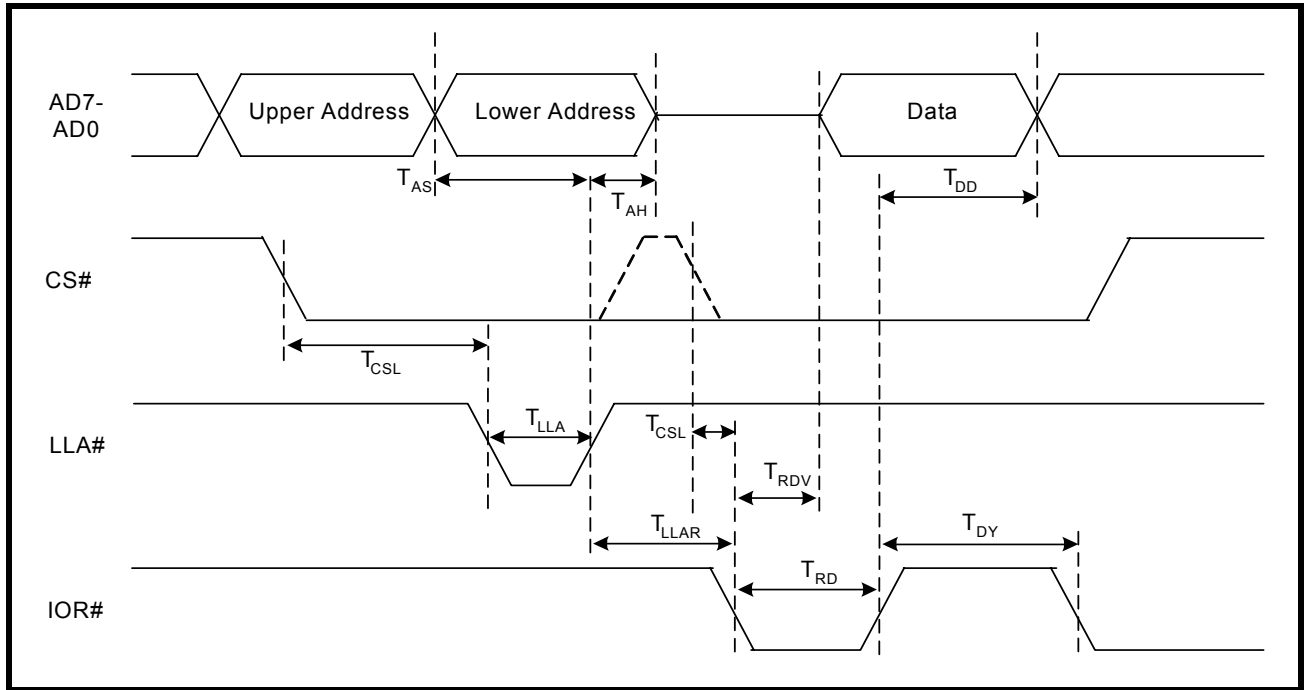 AD7-
AD0
Upper Address
Lower Address
Data
TAS
TAH
TDD
CS#
TCSL
LLA#
TLLA
TCSL
TRDV
TLLAR
TDY
TRD
IOR#